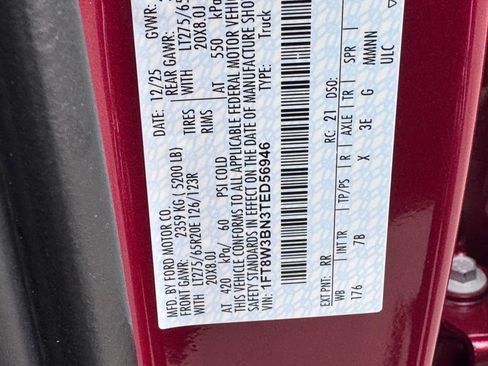 MFD. BY FORD MOTOR CO.
DATE: 12/25
GVWR:
FRONT GAWR:
2359 KG ( 5200 LB)
REAR GAWR:
WITH
LT275/65R20E 126/123R
TIRES
WITH
LT275/65
20X8.0J
RIMS
20X8.0J
AT
420 kPa/ 60 PSI COLD
AT
550 kPa
THIS VEHICLE CONFORMS TO ALL APPLICABLE FEDERAL MOTOR VEHIC
SAFETY STANDARDS IN EFFECT ON THE DATE OF MANUFACTURE SHO
VIN: 1FT8W3BN3TED56946
TYPE: Truck
EXT PNT: RR
RC: 21 DSO:
WB
INT TR
TP/PS
R
AXLE
TR
SPR
176
7B
X
3E
G
MMNN
ULC